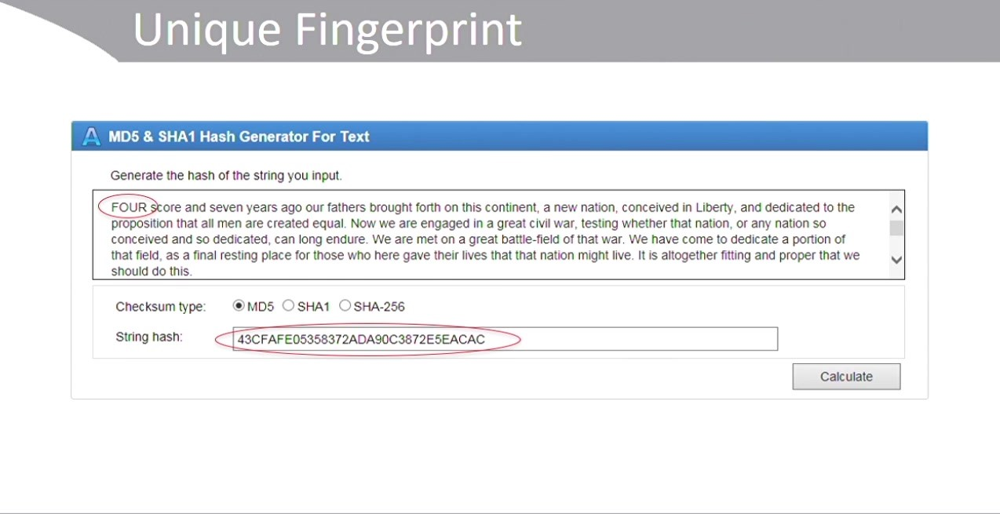 Unique Fingerprint
A MD5 & SHA1 Hash Generator For Text
Generate the hash of the string you input.
FOUR score and seven years ago our fathers brought forth on this continent, a new nation, conceived in Liberty, and dedicated to the
proposition that all men are created equal. Now we are engaged in a great civil war, testing whether that nation, or any nation so
conceived and so dedicated, can long endure. We are met on a great battle-field of that war. We have come to dedicate a portion of
that field, as a final resting place for those who here gave their lives that that nation might live. It is altogether fitting and proper that we
should do this.
Checksum type: MD5 SHA1 SHA-256
String hash: 43CFAFE05358372ADA90C3872E5EACAC
Calculate